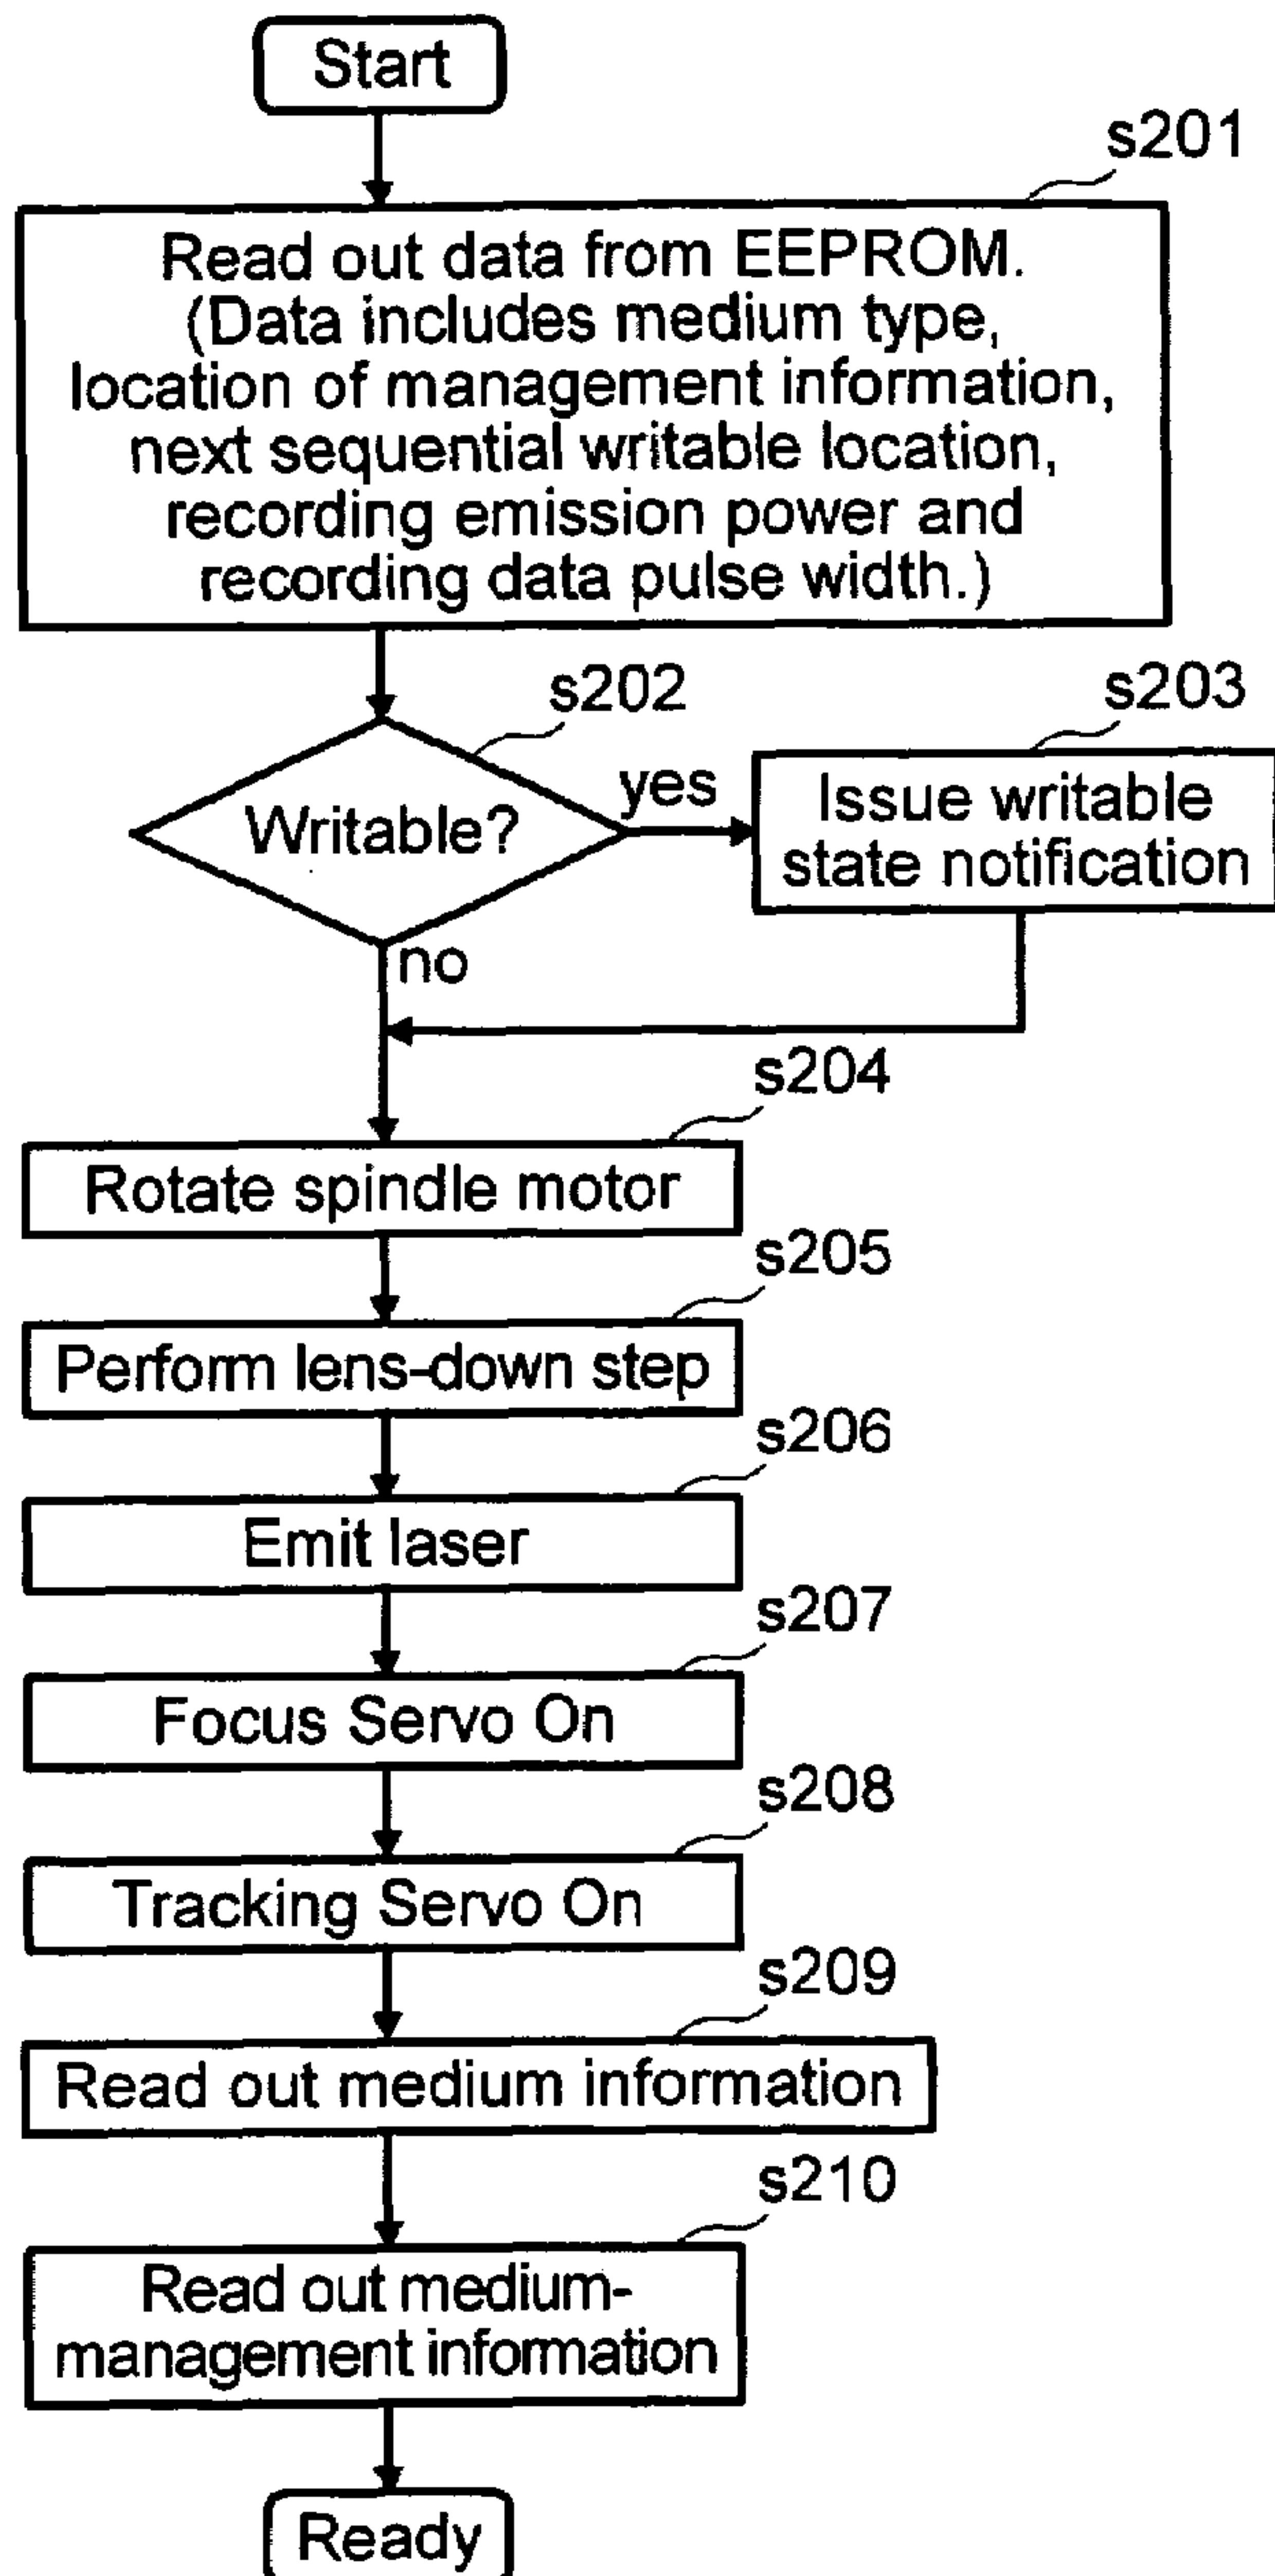 Start
s201
Read out data from EEPROM.
(Data includes medium type,
location of management information,
next sequential writable location,
recording emission power and
recording data pulse width.)
s202
s203
Writable?
yes
Issue writable
state notification
no
s204
Rotate spindle motor
s205
Perform lens-down step
s206
Emit laser
s207
Focus Servo On
s208
Tracking Servo On
s209
Read out medium information
s210
Read out medium-
management information
Ready